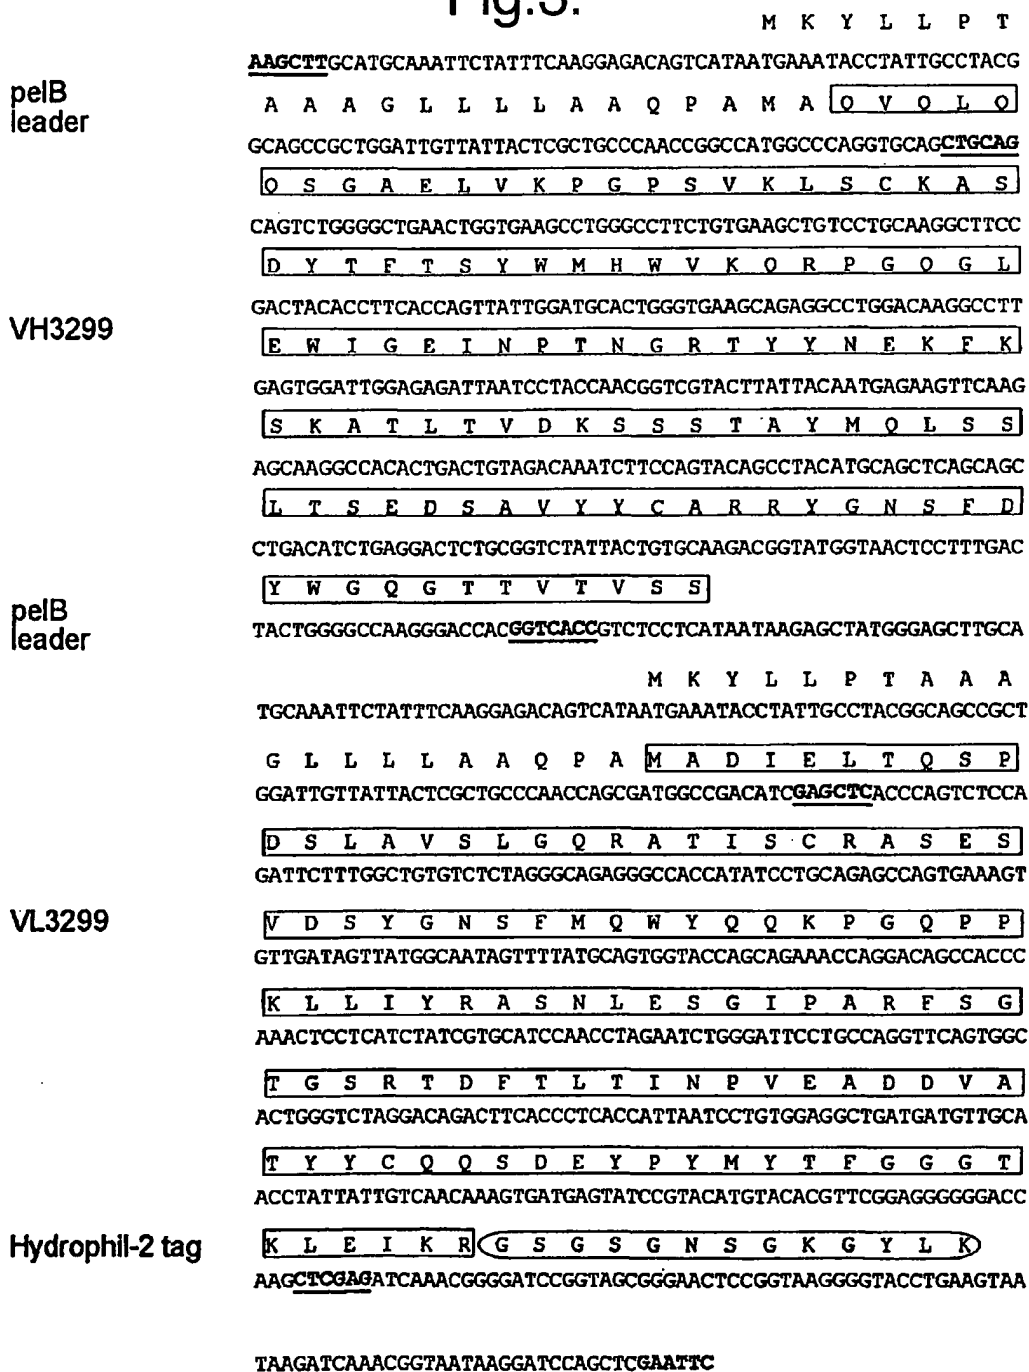 Fig.3.
M K Y L L P T
AAGCTTGCATGCAAATTCTATTTCAAGGAGACAGTCATAATGAAATACCTATTGCCTACG
pelB
leader
A A A G L L L L A A Q P A M A Q V Q L Q
GCAGCCGCTGGATTGTTATTACTCGCTGCCCAACCGGCCATGGCCCAGGTGCAGCTGCAG
Q S G A E L V K P G P S V K L S C K A S
CAGTCTGGGGCTGAACTGGTGAAGCCTGGGCCTTCTGTGAAGCTGTCCTGCAAGGCTTCC
D Y T F T S Y W M H W V K Q R P G Q G L
GACTACACCTTCACCAGTTATTGGATGCACTGGGTGAAGCAGAGGCCTGGACAAGGCCTT
VH3299
E W I G E I N P T N G R T Y Y N E K F K
GAGTGGATTGGAGAGATTAATCCTACCAACGGTCGTACTTATTACAATGAGAAGTTCAAG
S K A T L T V D K S S S T A Y M Q L S S
AGCAAGGCCACACTGACTGTAGACAAATCTTCCAGTACAGCCTACATGCAGCTCAGCAGC
L T S E D S A V Y Y C A R R Y G N S F D
CTGACATCTGAGGACTCTGCGGTCTATTACTGTGCAAGACGGTATGGTAACTCCTTTGAC
Y W G Q G T T V T V S S
pelB
leader
TACTGGGGCCAAGGGACCACGGTCACCGTCTCCTCATAATAAGAGCTATGGGAGCTTGCA
M K Y L L P T A A A
TGCAAATTCTATTTCAAGGAGACAGTCATAATGAAATACCTATTGCCTACGGCAGCCGCT
G L L L L A A Q P A M A D I E L T Q S P
GGATTGTTATTACTCGCTGCCCAACCAGCGATGGCCGACATCGAGCTCACCCAGTCTCCA
D S L A V S L G Q R A T I S C R A S E S
GATTCTTTGGCTGTGTCTCTAGGGCAGAGGGCCACCATATCCTGCAGAGCCAGTGAAAGT
VL3299
V D S Y G N S F M Q W Y Q Q K P G Q P P
GTTGATAGTTATGGCAATAGTTTTATGCAGTGGTACCAGCAGAAACCAGGACAGCCACCC
K L L I Y R A S N L E S G I P A R F S G
AAACTCCTCATCTATCGTGCATCCAACCTAGAATCTGGGATTCCTGCCAGGTTCAGTGGC
T G S R T D F T L T I N P V E A D D V A
ACTGGGTCTAGGACAGACTTCACCCTCACCATTAATCCTGTGGAGGCTGATGATGTTGCA
T Y Y C Q Q S D E Y P Y M Y T F G G G T
ACCTATTATTGTCAACAAAGTGATGAGTATCCGTACATGTACACGTTCGGAGGGGGGACC
Hydrophil-2 tag
K L E I K R G S G S G N S G K G Y L K
AAGCTCGAGATCAAACGGGGATCCGGTAGCGGGAACTCCGGTAAGGGGTACCTGAAGTAA
TAAGATCAAACGGTAATAAGGATCCAGCTCGAATTC